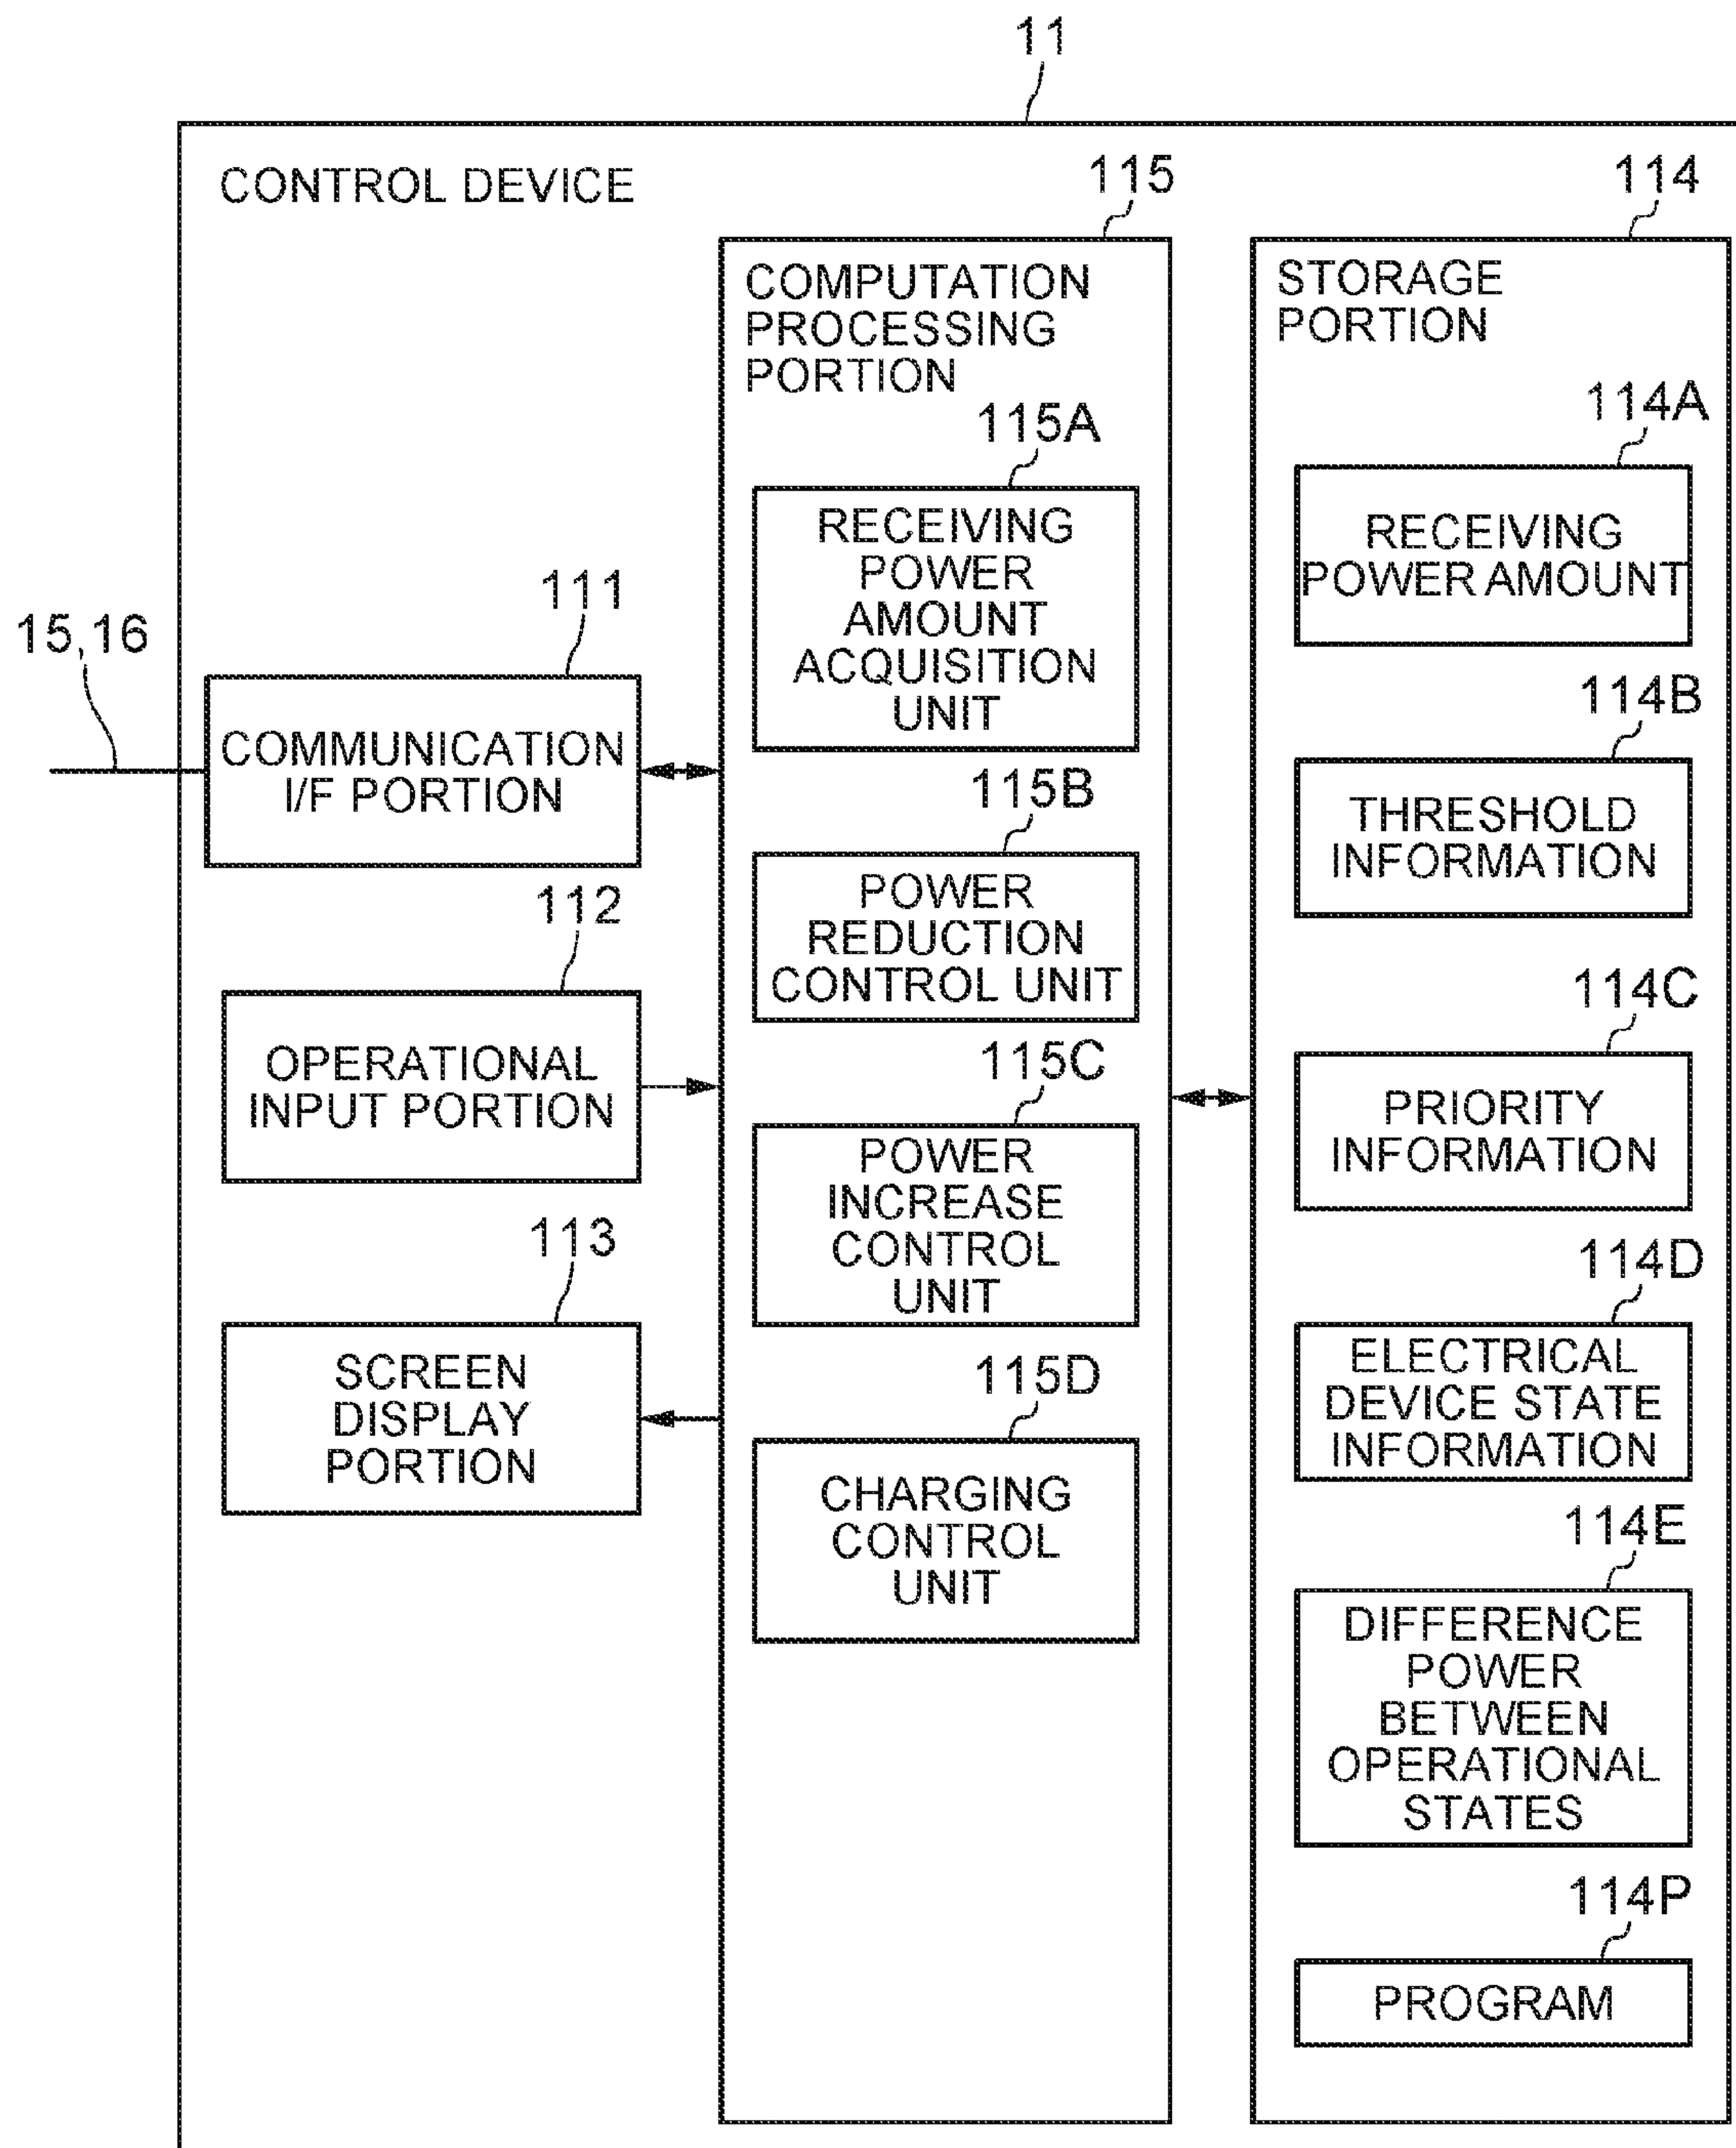 11
CONTROL DEVICE
115
114
COMPUTATION
PROCESSING
PORTION
STORAGE
PORTION
115A
RECEIVING
POWER
AMOUNT
ACQUISITION
UNIT
114A
RECEIVING
POWER AMOUNT
15,16
111
COMMUNICATION
I/F PORTION
115B
POWER
REDUCTION
CONTROL UNIT
114B
THRESHOLD
INFORMATION
112
OPERATIONAL
INPUT PORTION
115C
POWER
INCREASE
CONTROL
UNIT
114C
PRIORITY
INFORMATION
113
SCREEN
DISPLAY
PORTION
115D
CHARGING
CONTROL
UNIT
114D
ELECTRICAL
DEVICE STATE
INFORMATION
114E
DIFFERENCE
POWER
BETWEEN
OPERATIONAL
STATES
114P
PROGRAM